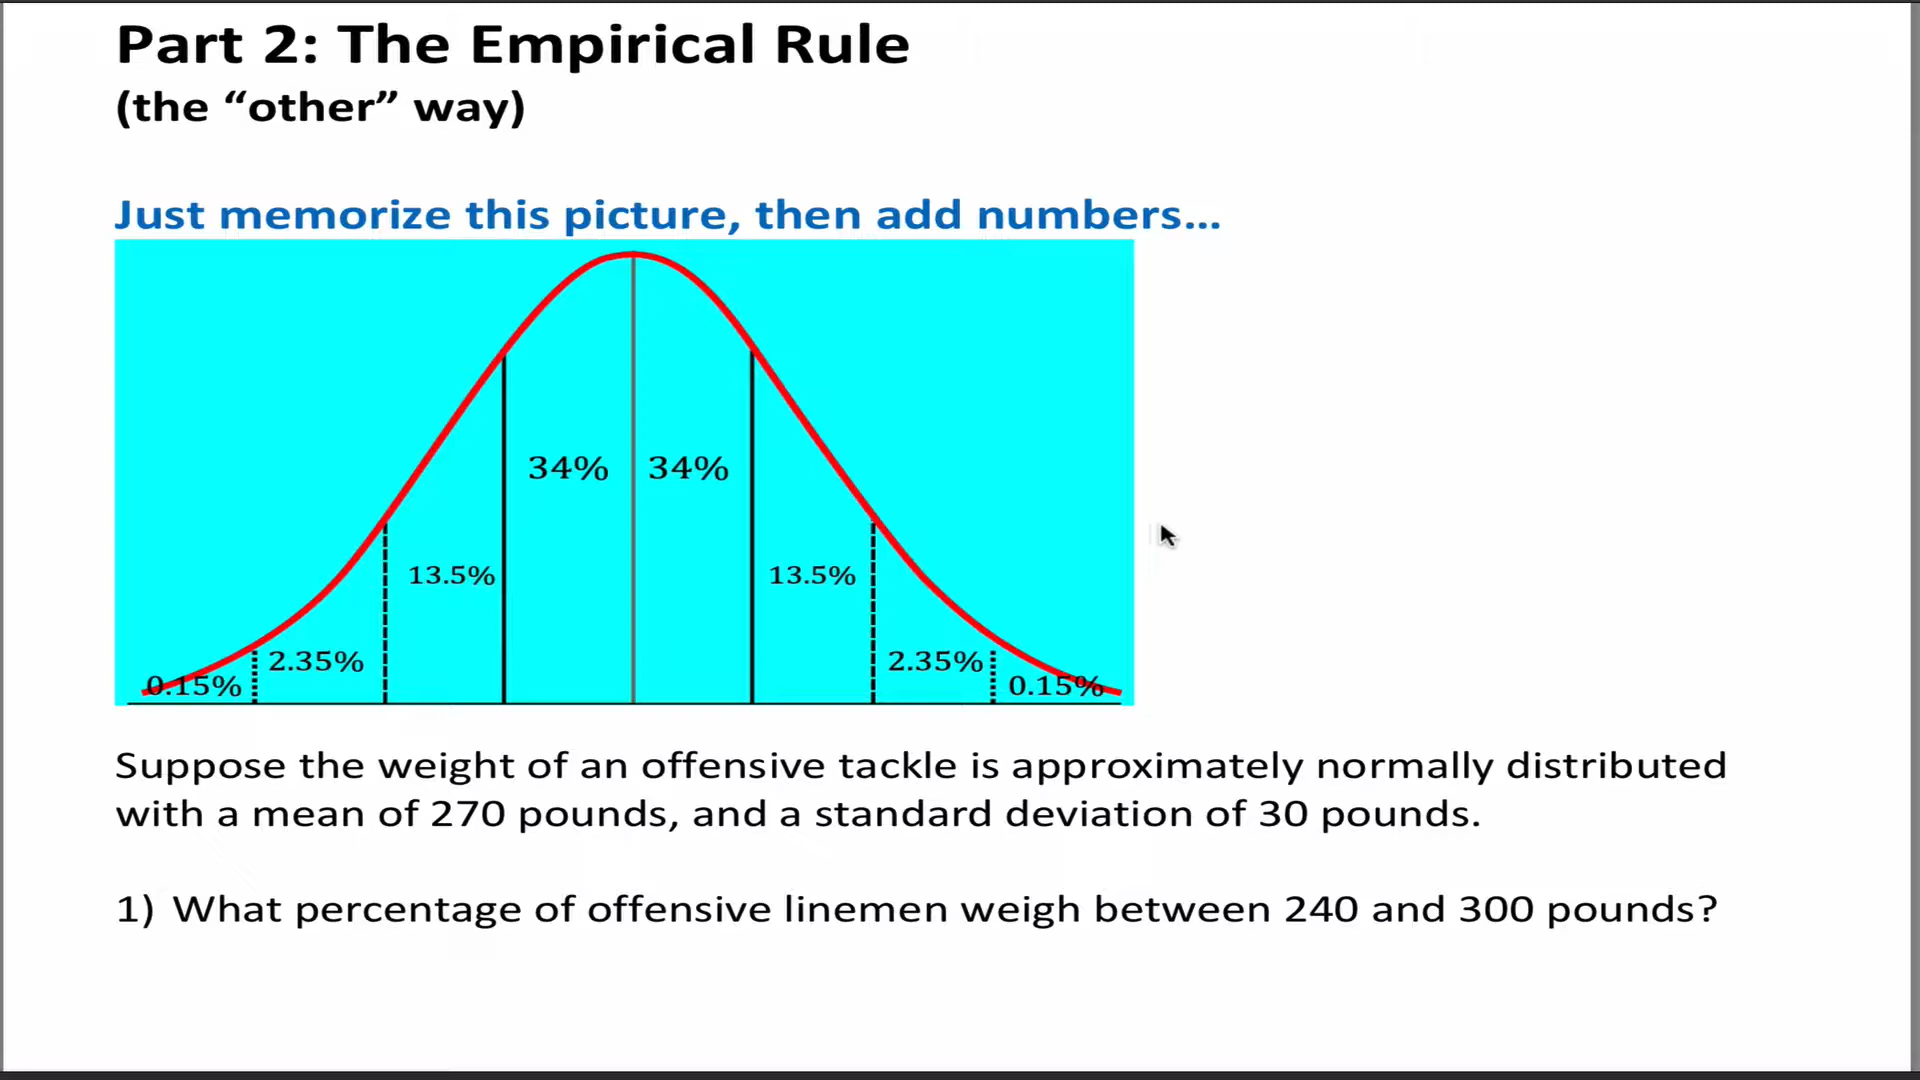 Part 2: The Empirical Rule
(the “other” way)
Just memorize this picture, then add numbers...
34% 34%
13.5% 13.5%
2.35% 2.35%
0.15% 0.15%
Suppose the weight of an offensive tackle is approximately normally distributed
with a mean of 270 pounds, and a standard deviation of 30 pounds.
1) What percentage of offensive linemen weigh between 240 and 300 pounds?